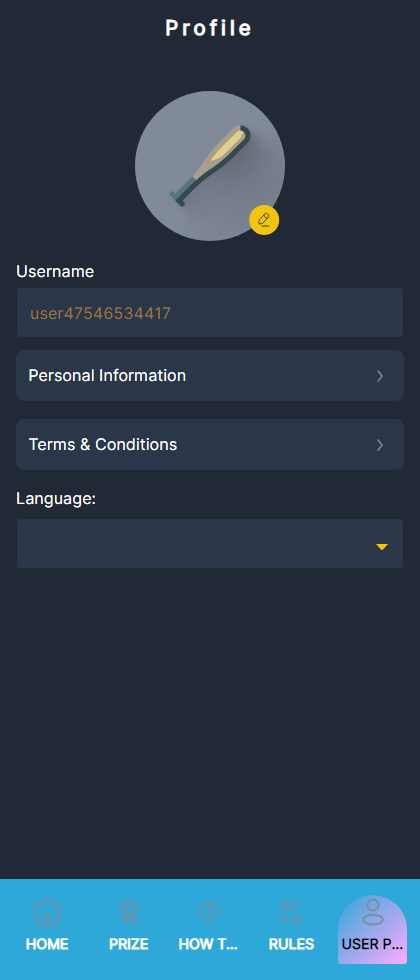 Profile
Username
user47546534417
Personal Information
Terms & Conditions
Language:
HOME
PRIZE
HOW T...
RULES
USER P...